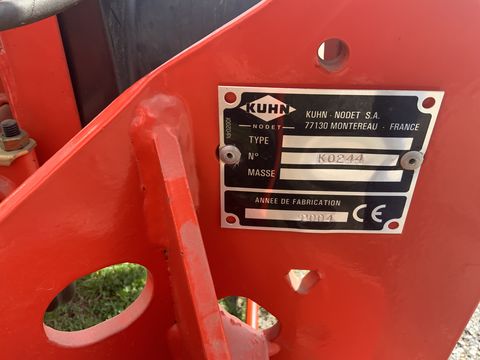 KUHN
NODET
KUHN - NODET S.A.
77130 MONTEREAU - FRANCE
TYPE
N° K0244
MASSE
ANNEE DE FABRICATION
2004
CE